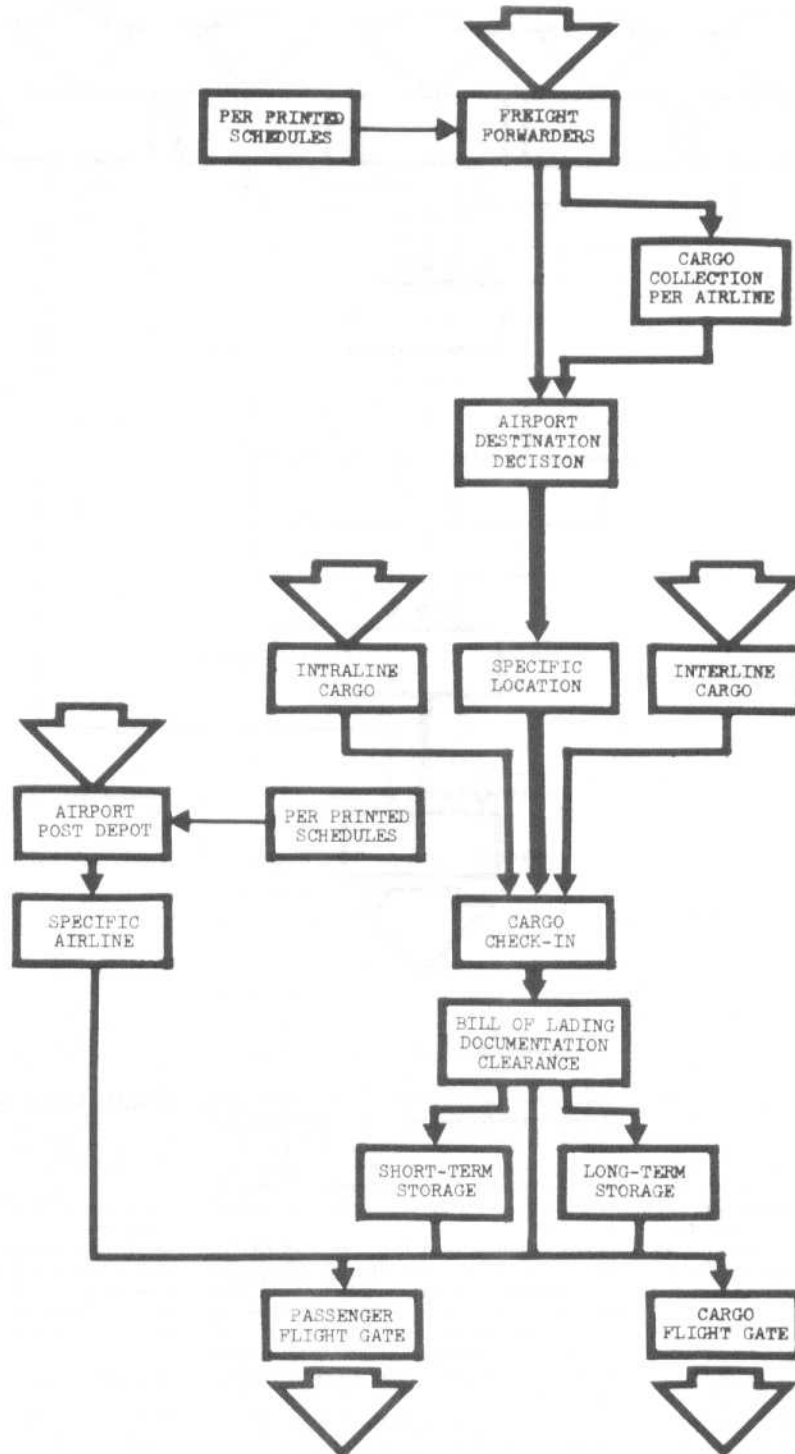 PER PRINTED
SCHEDULES
FREIGHT
FORWARDERS
CARGO
COLLECTION
PER AIRLINE
AIRPORT
DESTINATION
DECISION
INTRALINE
CARGO
SPECIFIC
LOCATION
INTERLINE
CARGO
AIRPORT
POST DEPOT
PER PRINTED
SCHEDULES
SPECIFIC
AIRLINE
CARGO
CHECK-IN
BILL OF LADING
DOCUMENTATION
CLEARANCE
SHORT-TERM
STORAGE
LONG-TERM
STORAGE
PASSENGER
FLIGHT GATE
CARGO
FLIGHT GATE